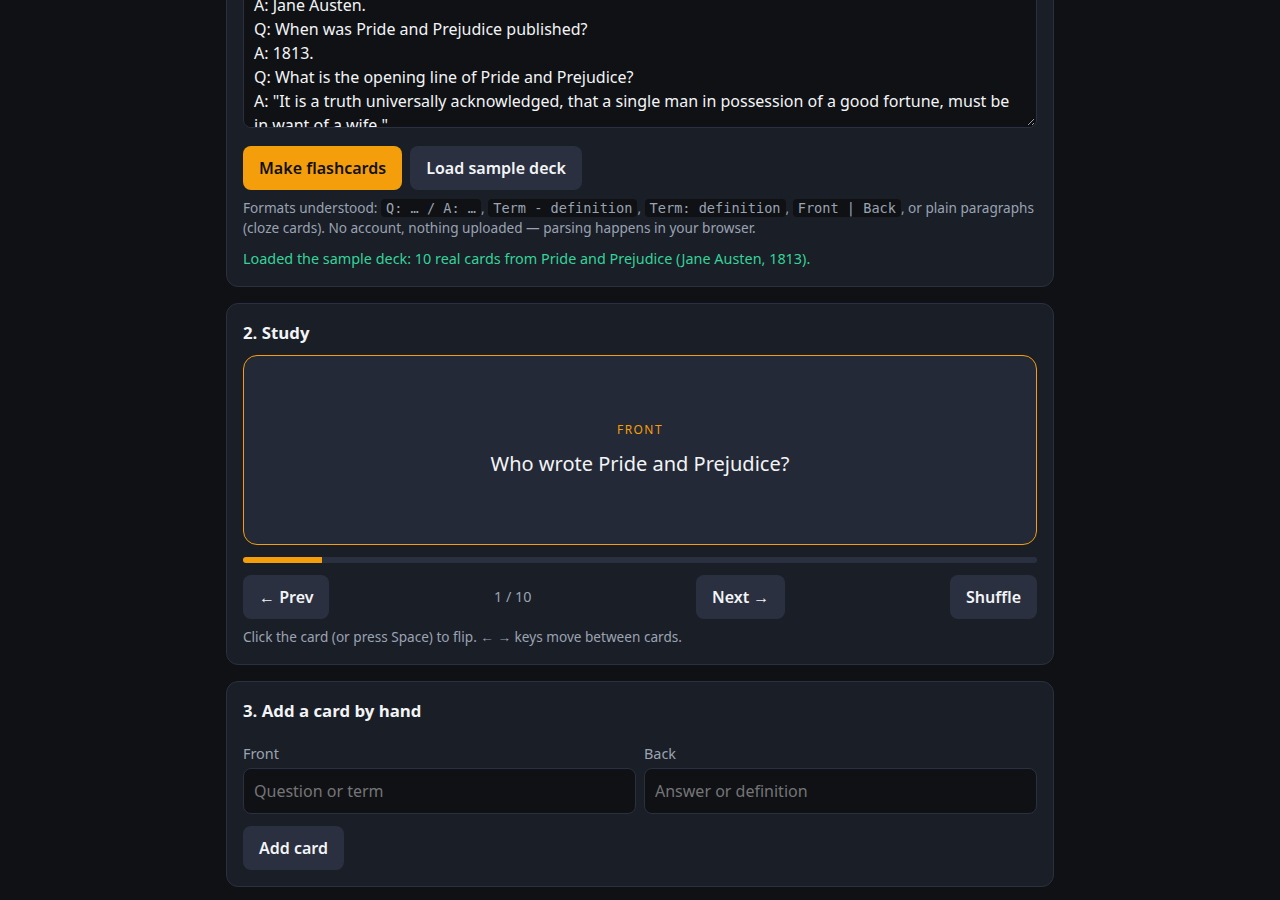 A: Jane Austen.
Q: When was Pride and Prejudice published?
A: 1813.
Q: What is the opening line of Pride and Prejudice?
A: "It is a truth universally acknowledged, that a single man in possession of a good fortune, must be
in want of a wife."
Make flashcards Load sample deck
Formats understood: Q: … / A: …, Term - definition, Term: definition, Front | Back, or plain paragraphs
(cloze cards). No account, nothing uploaded — parsing happens in your browser.
Loaded the sample deck: 10 real cards from Pride and Prejudice (Jane Austen, 1813).
2. Study
FRONT
Who wrote Pride and Prejudice?
← Prev 1 / 10 Next → Shuffle
Click the card (or press Space) to flip. ← → keys move between cards.
3. Add a card by hand
Front Back
Question or term Answer or definition
Add card